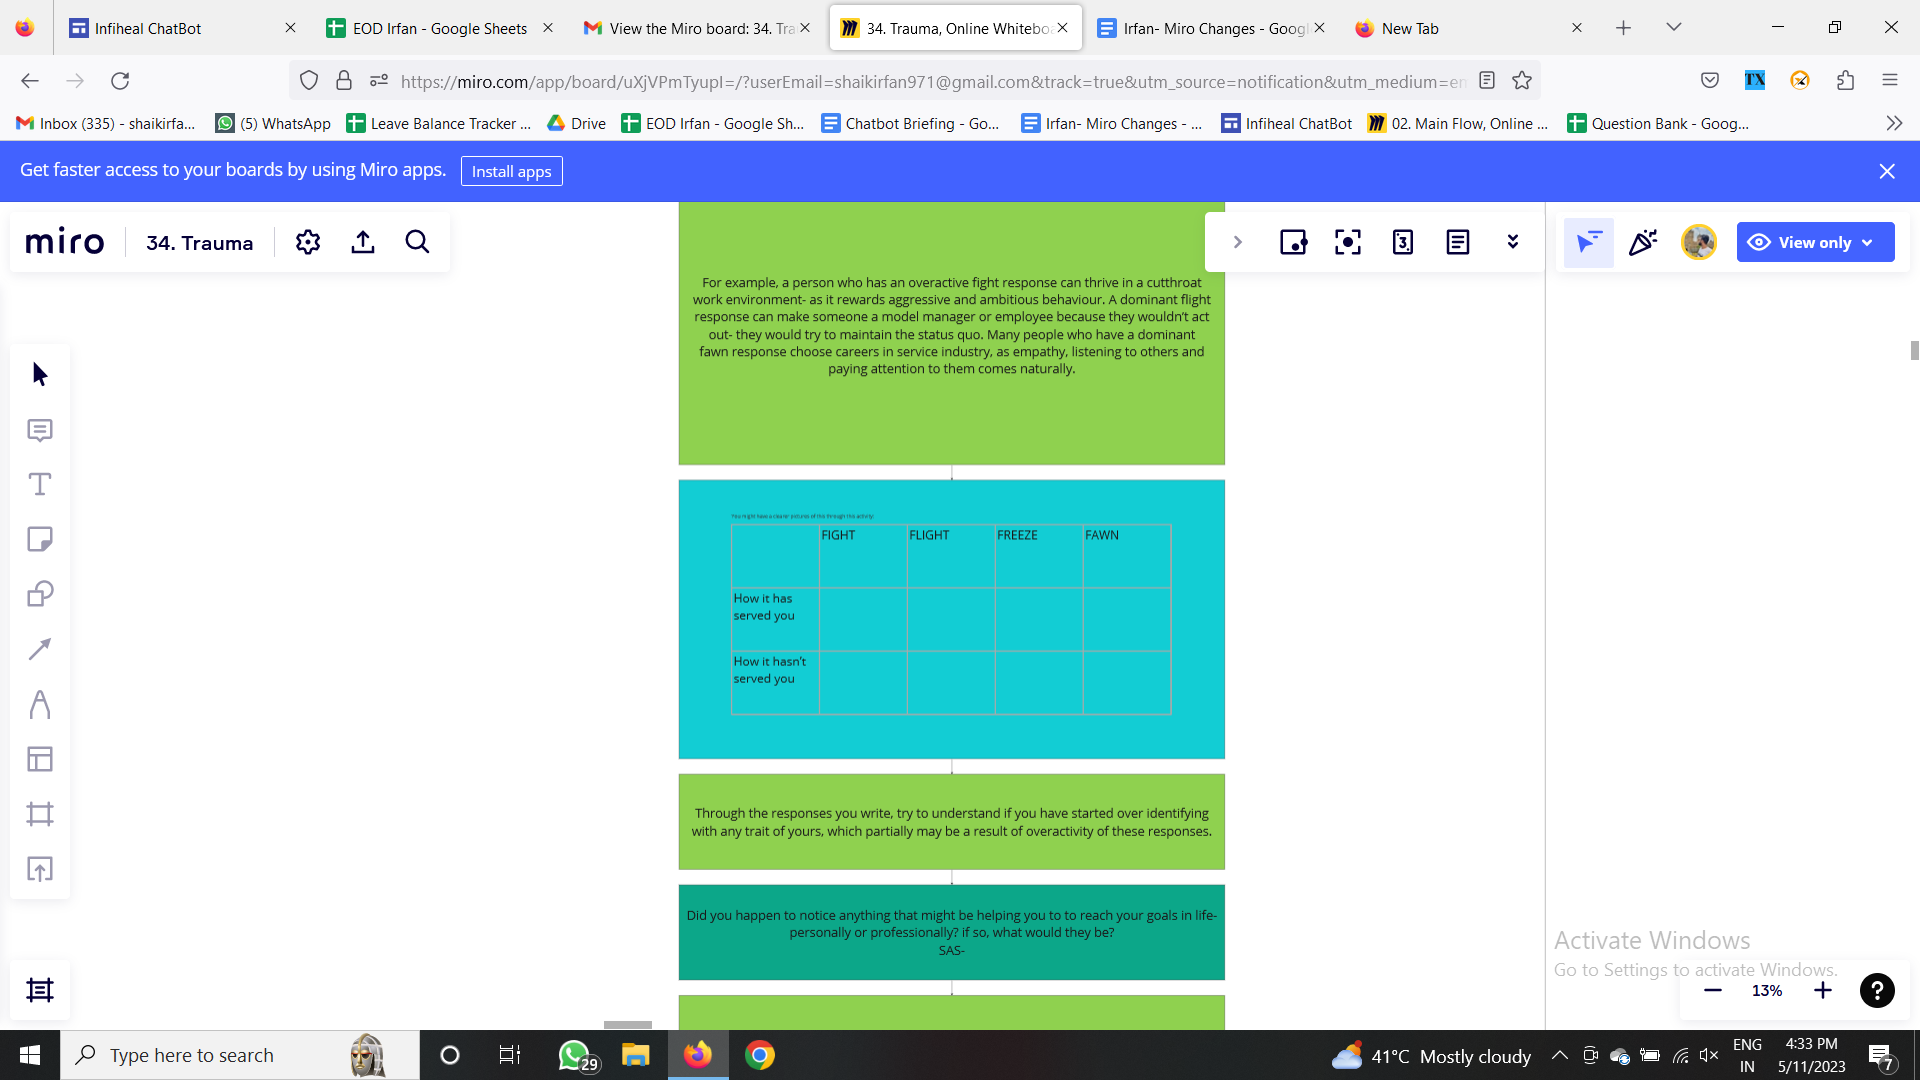 Infiheal ChatBot
EOD Irfan - Google Sheets
View the Miro board: 34. Tra
34. Trauma, Online Whiteboa
Irfan- Miro Changes - Googl
New Tab
https://miro.com/app/board/uXjVPmTyupI=/?userEmail=shaikirfan971@gmail.com&track=true&utm_source=notification&utm_medium=em
Inbox (335) - shaikirfa...
(5) WhatsApp
Leave Balance Tracker ...
Drive
EOD Irfan - Google Sh...
Chatbot Briefing - Go...
Irfan- Miro Changes - ...
Infiheal ChatBot
02. Main Flow, Online ...
Question Bank - Goog...
Get faster access to your boards by using Miro apps.
Install apps
miro
34. Trauma
View only
For example, a person who has an overactive fight response can thrive in a cutthroat
work environment- as it rewards aggressive and ambitious behaviour. A dominant flight
response can make someone a model manager or employee because they wouldn't act
out- they would try to maintain the status quo. Many people who have a dominant
fawn response choose careers in service industry, as empathy, listening to others and
paying attention to them comes naturally.
You might have a clearer pictures of this through this activity:
FIGHT
FLIGHT
FREEZE
FAWN
How it has
served you
How it hasn't
served you
Through the responses you write, try to understand if you have started over identifying
with any trait of yours, which partially may be a result of overactivity of these responses.
Did you happen to notice anything that might be helping you to to reach your goals in life-
personally or professionally? if so, what would they be?
SAS-
Activate Windows
Go to Settings to activate Windows.
13%
Type here to search
29
41°C Mostly cloudy
ENG
IN
4:33 PM
5/11/2023
7